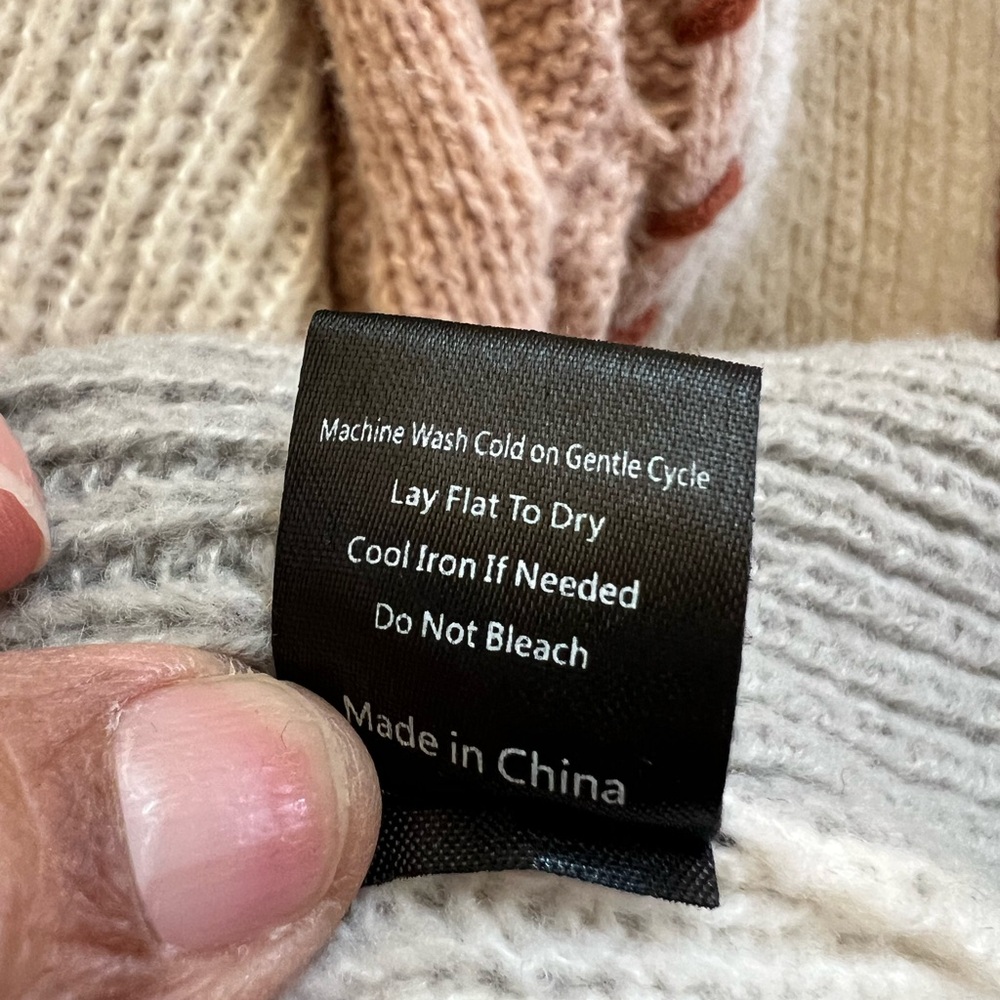 Machine Wash Cold on Gentle Cycle
Lay Flat To Dry
Cool Iron If Needed
Do Not Bleach
Made in China